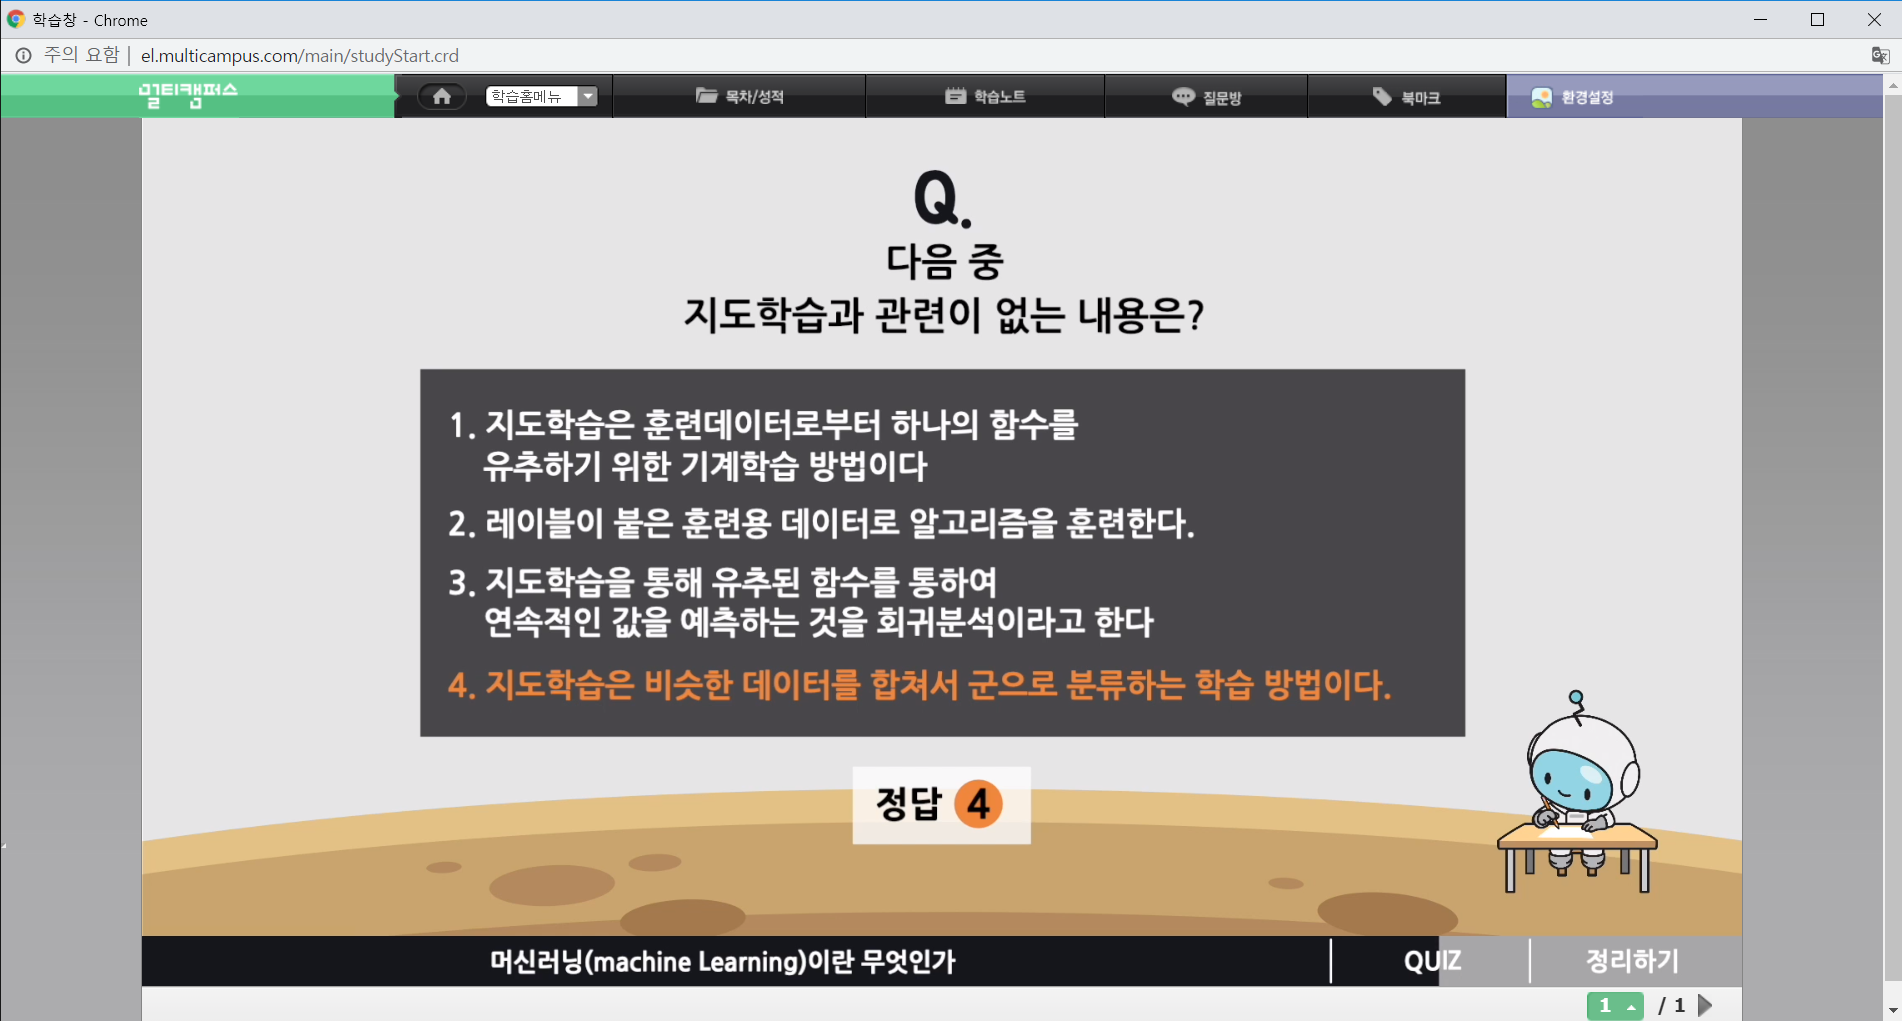 학습창 - Chrome
주의 요함 | el.multicampus.com/main/studyStart.crd
멀티캠퍼스 학습홈메뉴 목차/성적 학습노트 질문방 북마크 환경설정
Q.
다음 중
지도학습과 관련이 없는 내용은?
1. 지도학습은 훈련데이터로부터 하나의 함수를
유추하기 위한 기계학습 방법이다
2. 레이블이 붙은 훈련용 데이터로 알고리즘을 훈련한다.
3. 지도학습을 통해 유추된 함수를 통하여
연속적인 값을 예측하는 것을 회귀분석이라고 한다
4. 지도학습은 비슷한 데이터를 합쳐서 군으로 분류하는 학습 방법이다.
정답 4
머신러닝(machine Learning)이란 무엇인가 QUIZ 정리하기
1 / 1